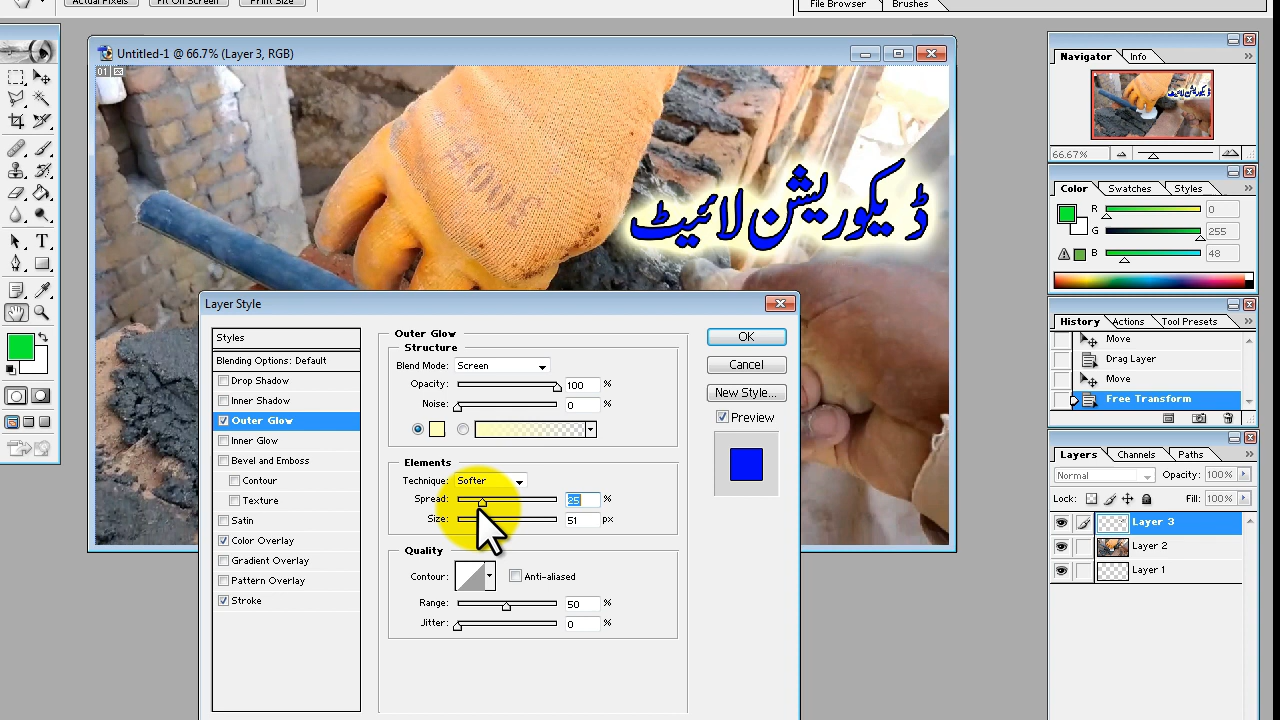 Actual Pixels
Fit On Screen
Print Size
File Browser
Brushes
Untitled-1 @ 66.7% (Layer 3, RGB)
01
ڈیکوریشن لائیٹ
Layer Style
Styles
Blending Options: Default
Drop Shadow
Inner Shadow
Outer Glow
Inner Glow
Bevel and Emboss
Contour
Texture
Satin
Color Overlay
Gradient Overlay
Pattern Overlay
Stroke
Outer Glow
Structure
Blend Mode: Screen
Opacity: 100 %
Noise: 0 %
Elements
Technique: Softer
Spread: 25 %
Size: 51 px
Quality
Contour: Anti-aliased
Range: 50 %
Jitter: 0 %
OK
Cancel
New Style...
Preview
Navigator Info
ڈیکوریشن لائیٹ
66.67%
Color Swatches Styles
R 0
G 255
B 48
History Actions Tool Presets
Move
Drag Layer
Move
Free Transform
Layers Channels Paths
Normal Opacity: 100%
Lock: Fill: 100%
Layer 3
Layer 2
Layer 1